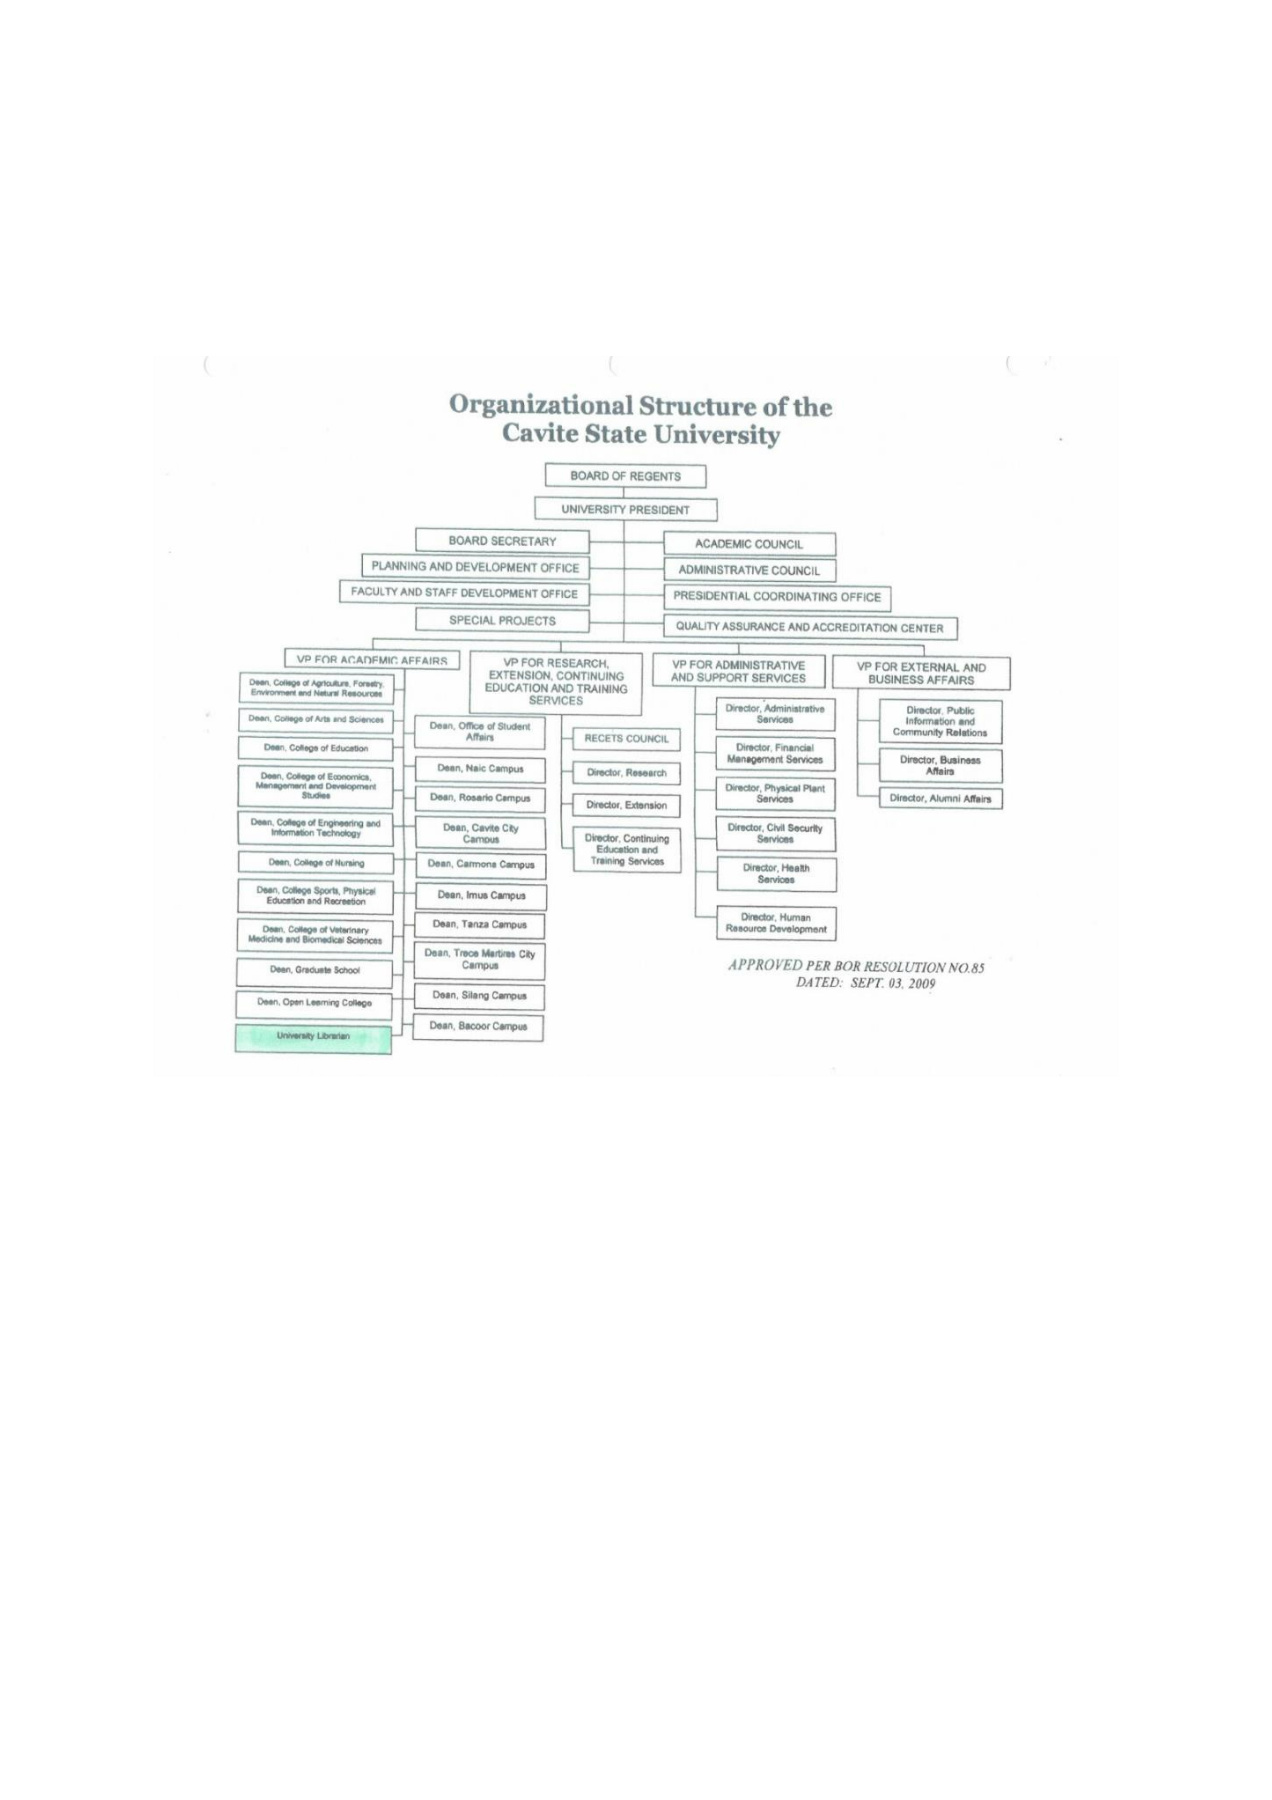 Organizational Structure of the
Cavite State University
BOARD OF REGENTS
UNIVERSITY PRESIDENT
BOARD SECRETARY
ACADEMIC COUNCIL
PLANNING AND DEVELOPMENT OFFICE
ADMINISTRATIVE COUNCIL
FACULTY AND STAFF DEVELOPMENT OFFICE
PRESIDENTIAL COORDINATING OFFICE
SPECIAL PROJECTS
QUALITY ASSURANCE AND ACCREDITATION CENTER
VP FOR ACADEMIC AFFAIRS
Dean, College of Agriculture, Forestry,
Environment and Natural Resources
Dean, College of Arts and Sciences
Dean, College of Education
Dean, College of Economics,
Management and Development
Studies
Dean, College of Engineering and
Information Technology
Dean, College of Nursing
Dean, College Sports, Physical
Education and Recreation
Dean, College of Veterinary
Medicine and Biomedical Sciences
Dean, Graduate School
Dean, Open Learning College
University Librarian
Dean, Office of Student
Affairs
Dean, Naic Campus
Dean, Rosario Campus
Dean, Cavite City
Campus
Dean, Carmona Campus
Dean, Imus Campus
Dean, Tanza Campus
Dean, Trece Martires City
Campus
Dean, Silang Campus
Dean, Bacoor Campus
VP FOR RESEARCH,
EXTENSION, CONTINUING
EDUCATION AND TRAINING
SERVICES
RECETS COUNCIL
Director, Research
Director, Extension
Director, Continuing
Education and
Training Services
VP FOR ADMINISTRATIVE
AND SUPPORT SERVICES
Director, Administrative
Services
Director, Financial
Management Services
Director, Physical Plant
Services
Director, Civil Security
Services
Director, Health
Services
Director, Human
Resource Development
VP FOR EXTERNAL AND
BUSINESS AFFAIRS
Director, Public
Information and
Community Relations
Director, Business
Affairs
Director, Alumni Affairs
APPROVED PER BOR RESOLUTION NO.85
DATED: SEPT. 03, 2009